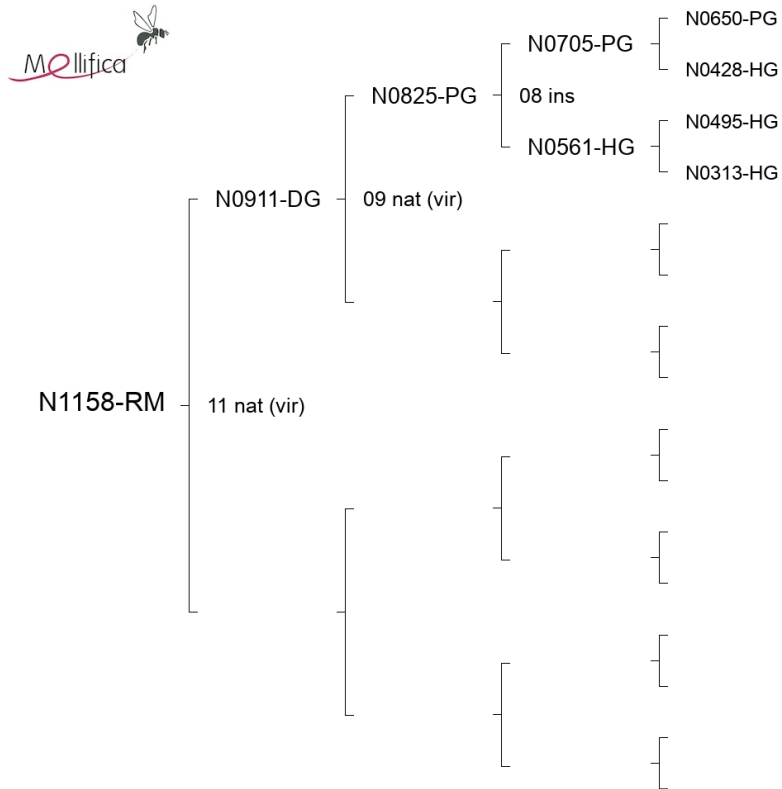 Mellifica
N0650-PG
N0705-PG
N0428-HG
N0825-PG
08 ins
N0495-HG
N0561-HG
N0313-HG
N0911-DG
09 nat (vir)
N1158-RM
11 nat (vir)